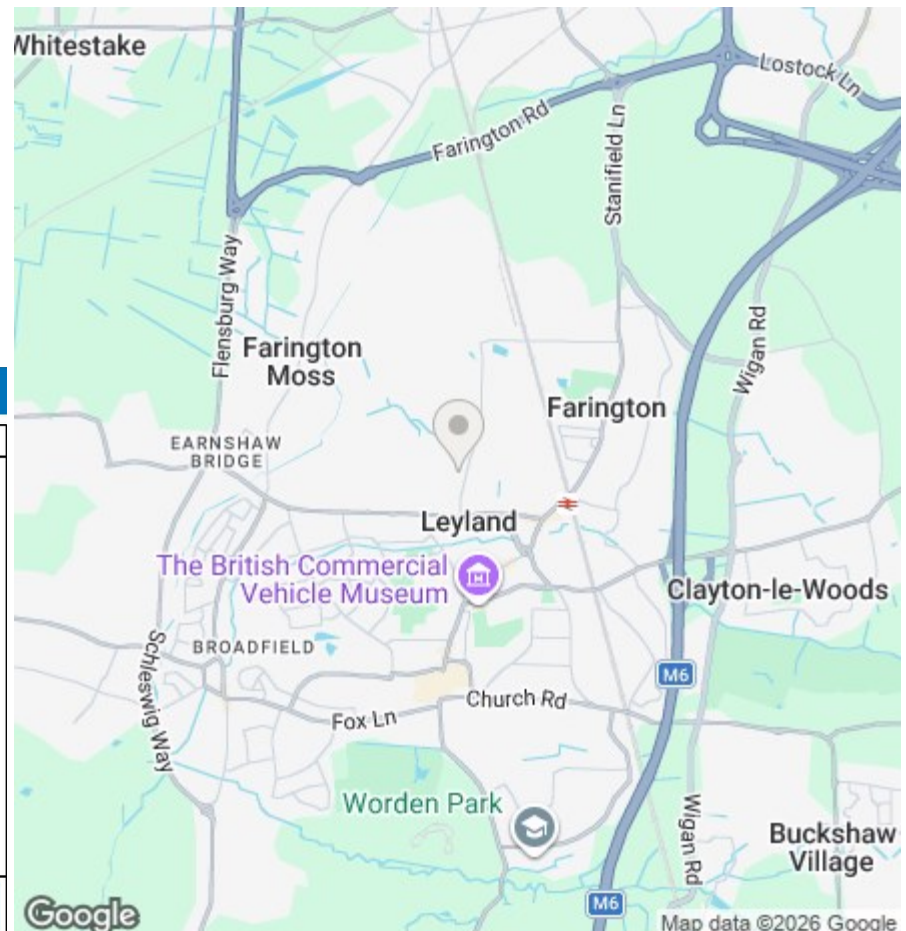 Whitestake
Lostock Ln
Farington Rd
Stanifield Ln
Flensburg Way
Farington
Moss
Wigan Rd
Farington
EARNSHAW
BRIDGE
Leyland
The British Commercial
Vehicle Museum
Clayton-le-Woods
BROADFIELD
Schleswig Way
M6
Church Rd
Fox Ln
Worden Park
Wigan Rd
Buckshaw
Village
M6
Google
Map data ©2026 Google